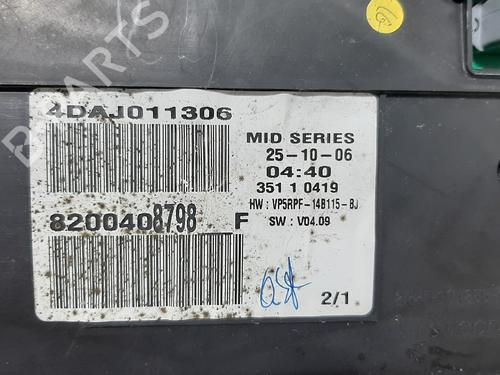 4DAJ011306
MID SERIES
25-10-06
04:40
351 1 0419
HW : VP5RPF-14B115-BJ
SW : V04.09
8200408798 F
2/1
PARTS